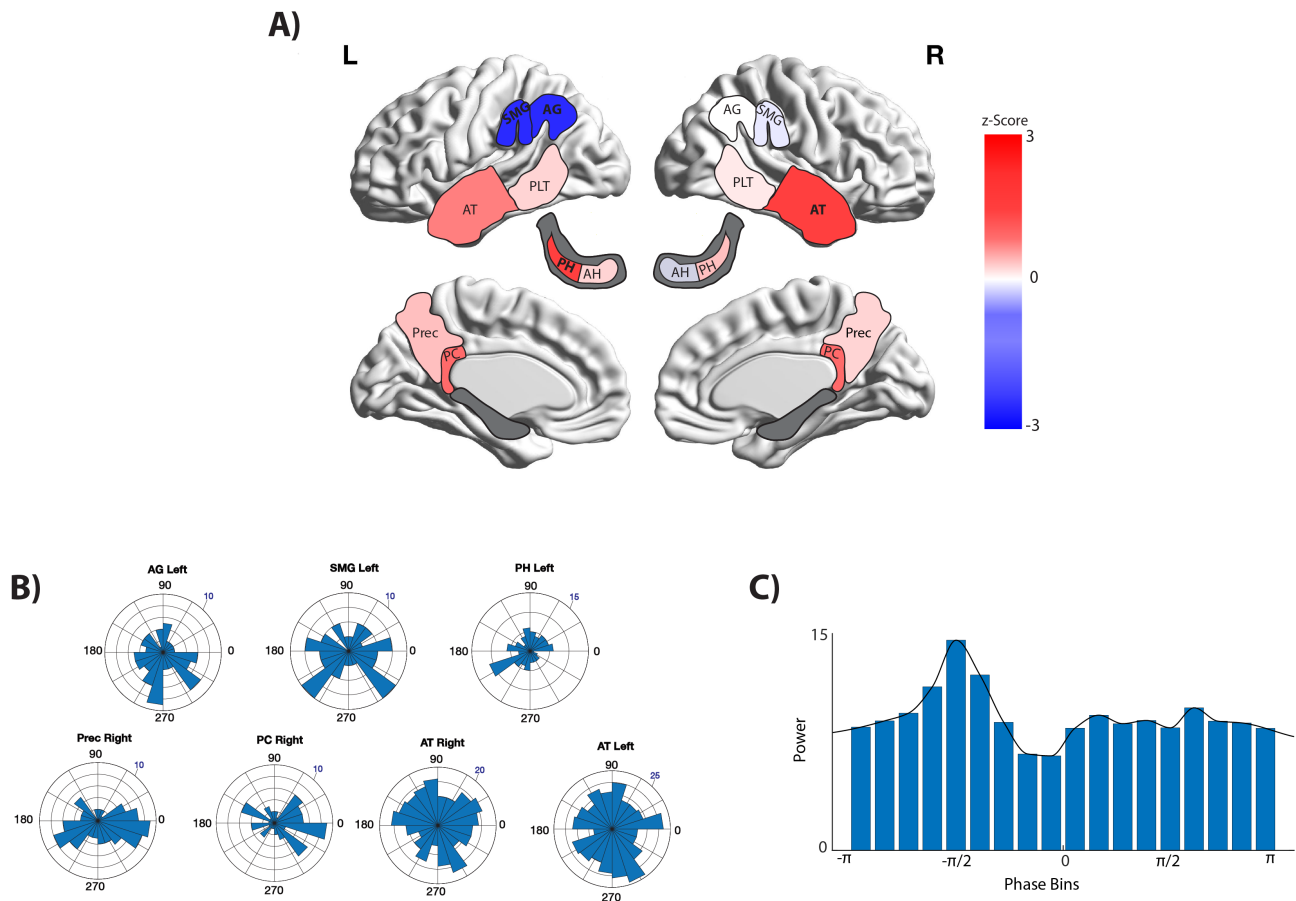 A)
L
R
SMG
AG
AG
SMG
z-Score
3
0
-3
AT
PLT
PLT
AT
PH
AH
AH
PH
Prec
PC
Prec
PC
B)
AG Left
90
10
180
0
270
SMG Left
90
10
180
0
270
PH Left
90
15
180
0
270
Prec Right
90
10
180
0
270
PC Right
90
10
180
0
270
AT Right
90
20
180
0
270
AT Left
90
25
180
0
270
C)
15
Power
0
-π
-π/2
0
π/2
π
Phase Bins